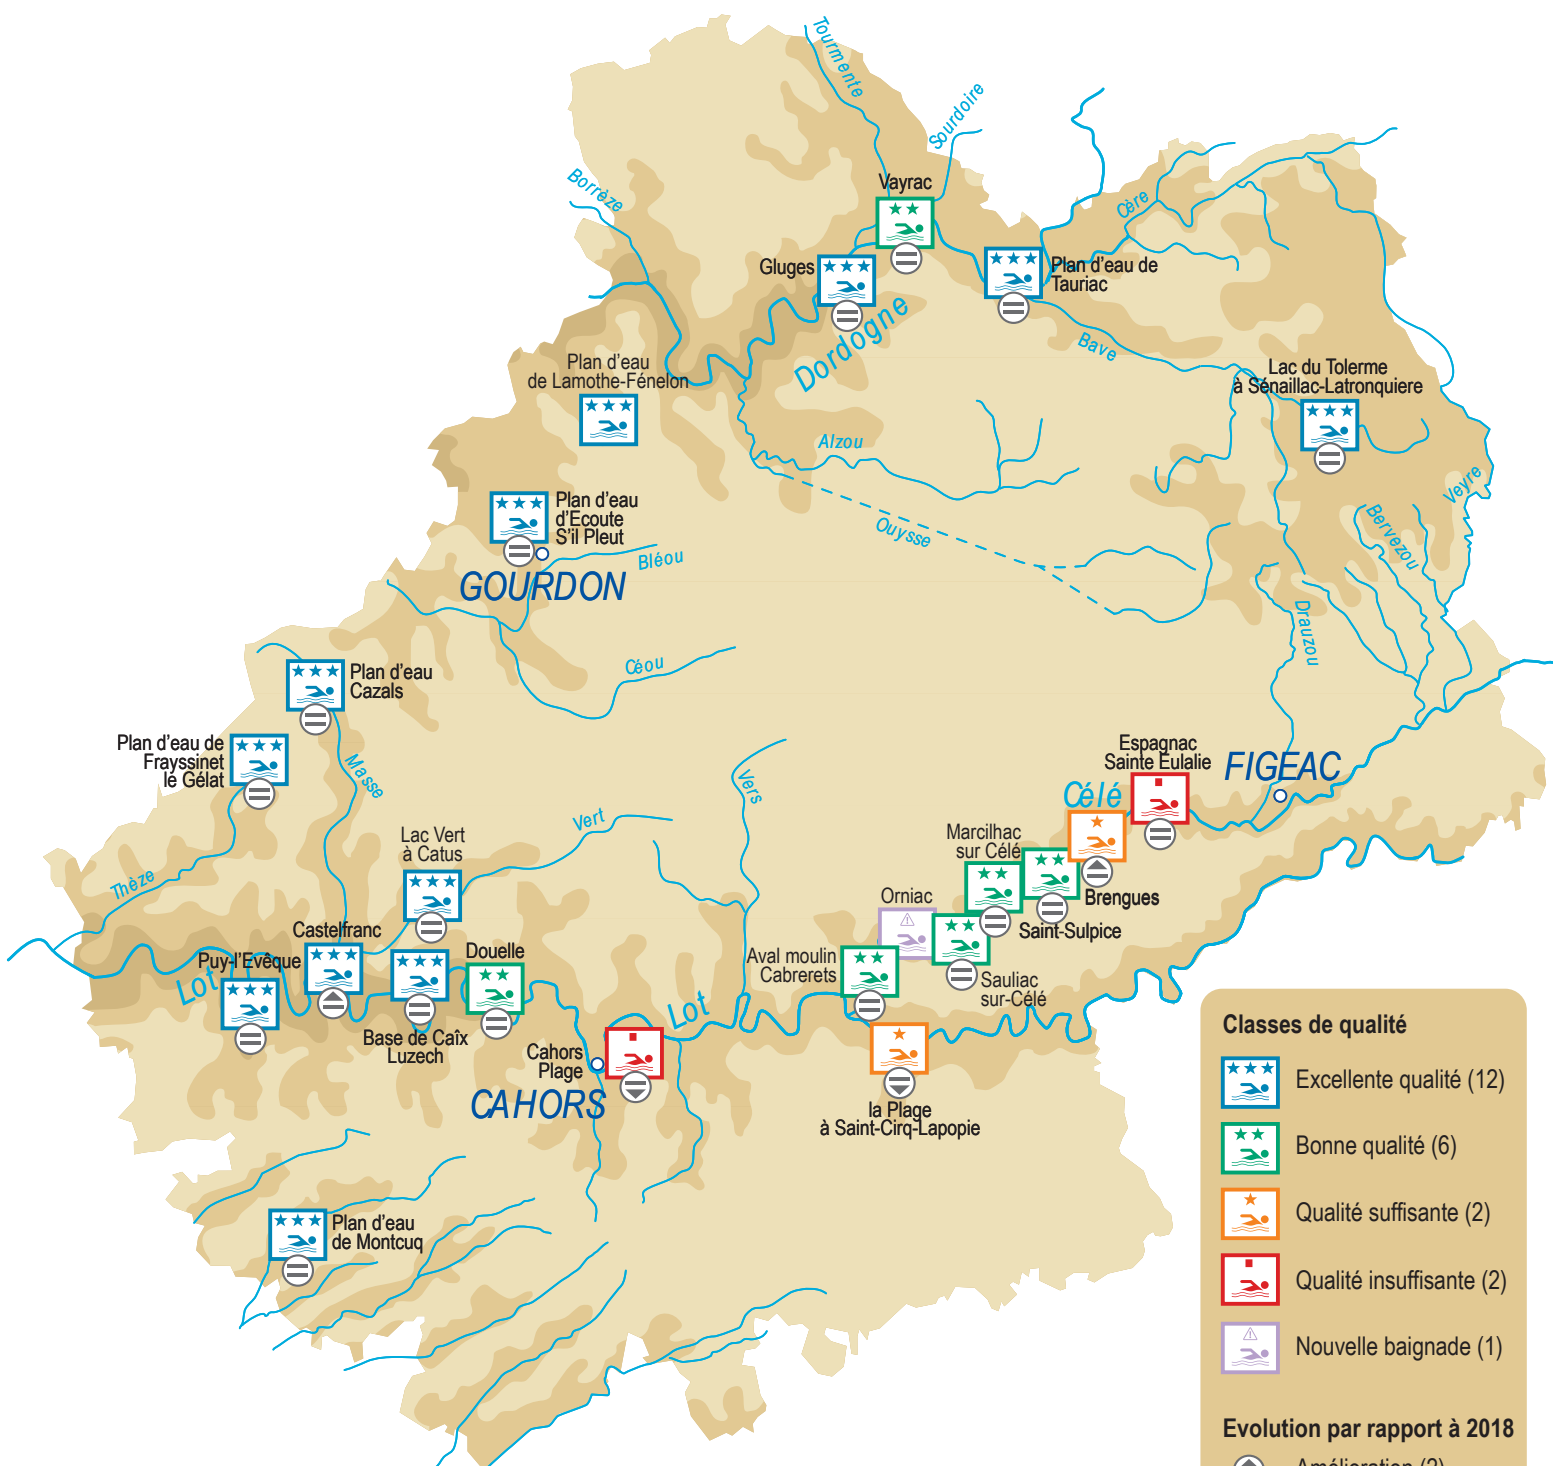 Tourmente
Sourdoire
Borrèze
Vayrac
Cère
Gluges
Plan d'eau de
Tauriac
Dordogne
Bave
Plan d'eau
de Lamothe-Fénelon
Lac du Tolerme
à Sénaillac-Latronquiere
Alzou
Veyre
Plan d'eau
d'Ecoute
S'il Pleut
Ouysse
Bervezou
Bléou
GOURDON
Drauzou
Céou
Plan d'eau
Cazals
Plan d'eau de
Frayssinet
le Gélat
Masse
Vers
Espagnac
Sainte Eulalie
FIGEAC
Célé
Vert
Lac Vert
à Catus
Marcilhac
sur Célé
Thèze
Brengues
Orniac
Castelfranc
Saint-Sulpice
Puy-l'Evêque
Douelle
Aval moulin
Cabrerets
Sauliac
sur-Célé
Lot
Lot
Base de Caîx
Luzech
Cahors
Plage
CAHORS
la Plage
à Saint-Cirq-Lapopie
Plan d'eau
de Montcuq
Classes de qualité
Excellente qualité (12)
Bonne qualité (6)
Qualité suffisante (2)
Qualité insuffisante (2)
Nouvelle baignade (1)
Evolution par rapport à 2018
Amélioration (2)